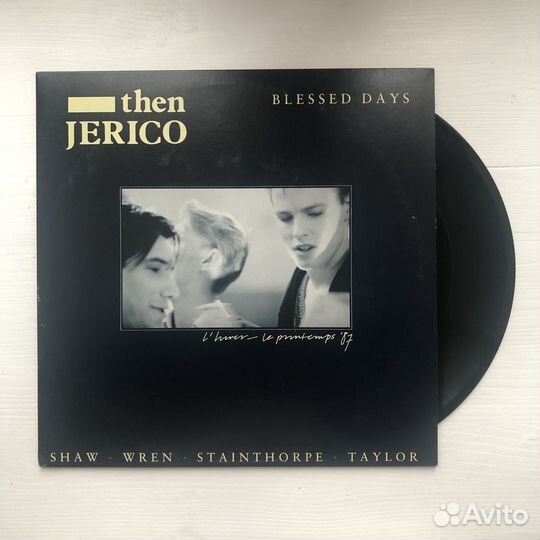 then
JERICO
BLESSED DAYS
l'hiver – le printemps '87
SHAW · WREN · STAINTHORPE · TAYLOR
Avito